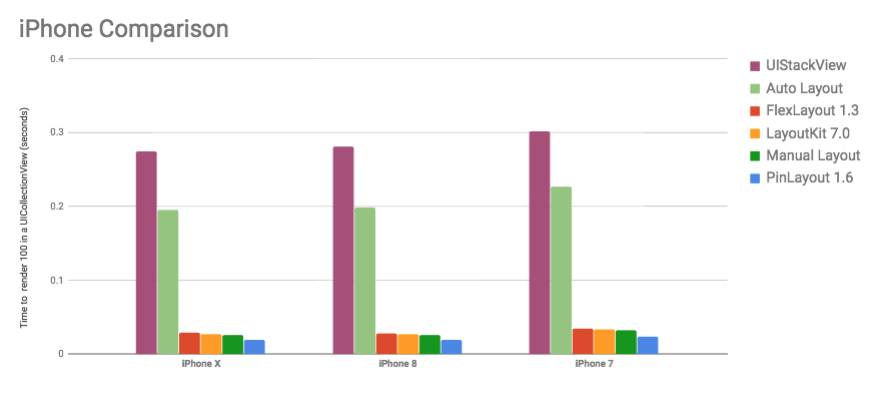 iPhone Comparison
0.4
0.3
0.2
0.1
0
Time to render 100 in a UICollectionView (seconds)
iPhone X
iPhone 8
iPhone 7
UIStackView
Auto Layout
FlexLayout 1.3
LayoutKit 7.0
Manual Layout
PinLayout 1.6